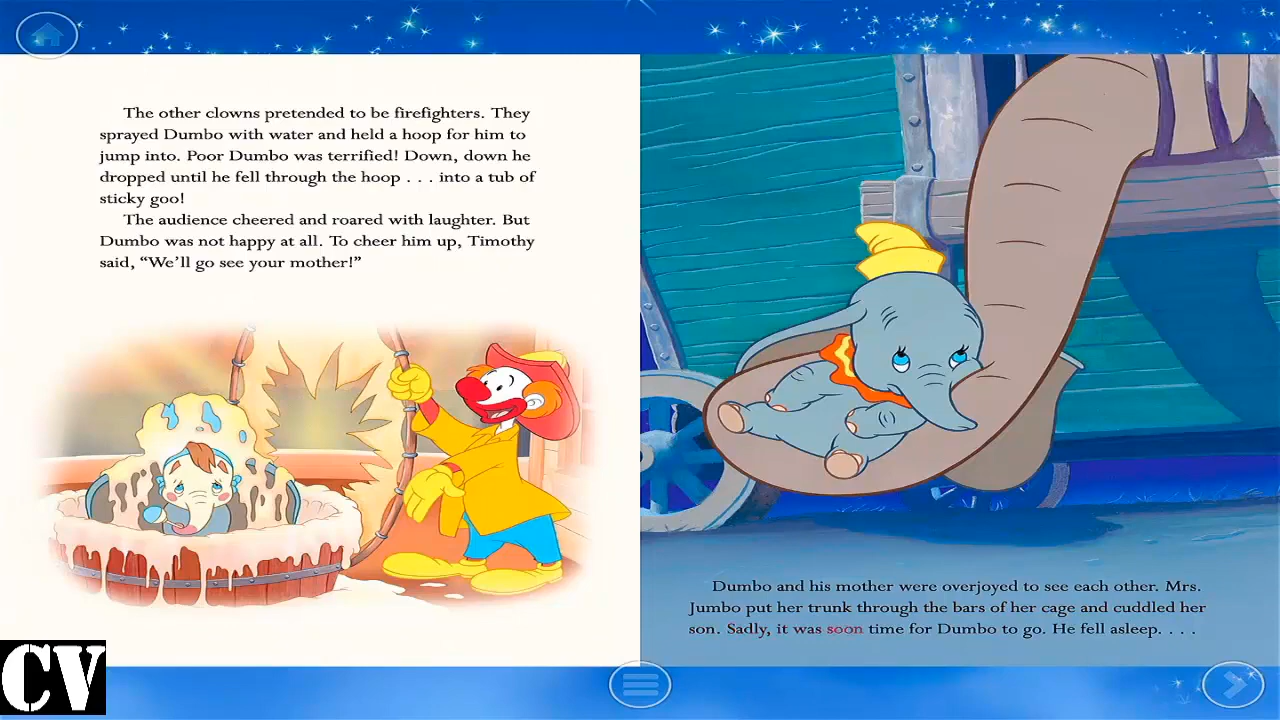 The other clowns pretended to be firefighters. They
sprayed Dumbo with water and held a hoop for him to
jump into. Poor Dumbo was terrified! Down, down he
dropped until he fell through the hoop . . . into a tub of
sticky goo!
The audience cheered and roared with laughter. But
Dumbo was not happy at all. To cheer him up, Timothy
said, “We’ll go see your mother!”
Dumbo and his mother were overjoyed to see each other. Mrs.
Jumbo put her trunk through the bars of her cage and cuddled her
son. Sadly, it was soon time for Dumbo to go. He fell asleep. . . .
CV